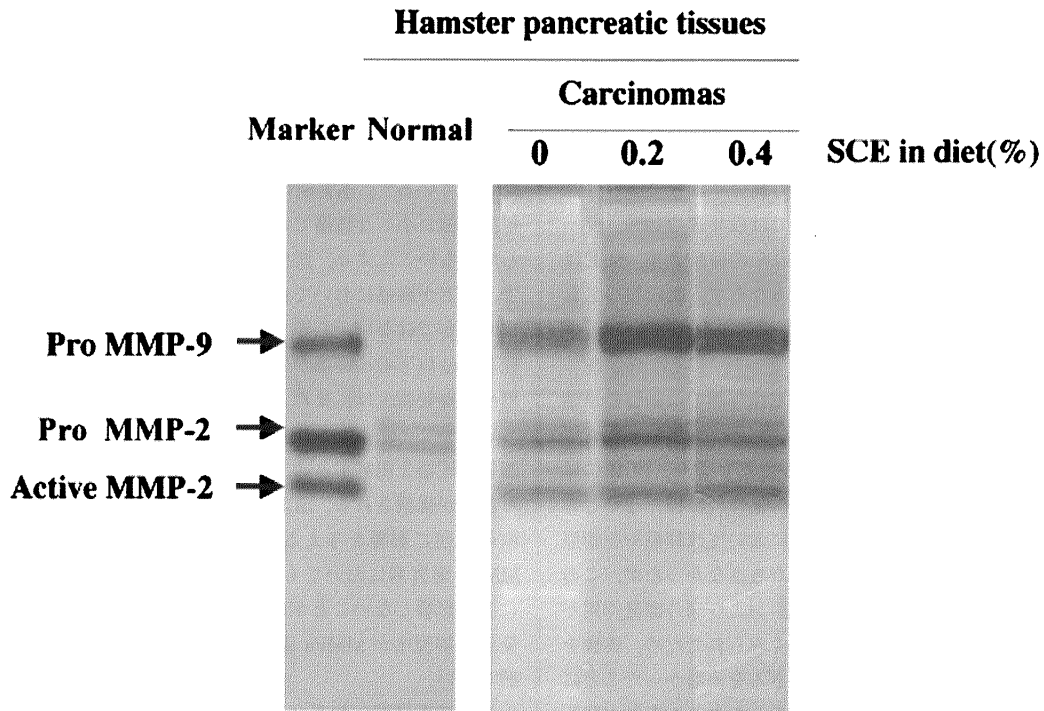 Hamster pancreatic tissues
Carcinomas
Marker Normal
0 0.2 0.4 SCE in diet(%)
Pro MMP-9
Pro MMP-2
Active MMP-2